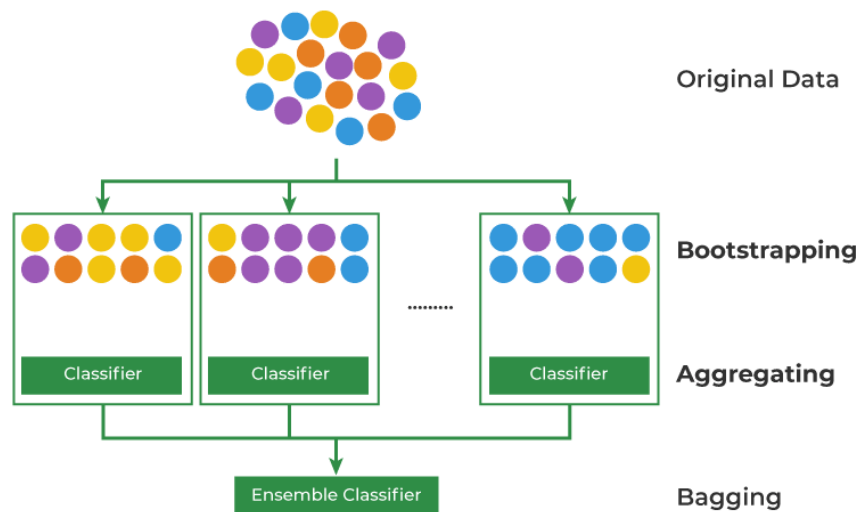 Original Data
Bootstrapping
.........
Classifier
Classifier
Classifier
Aggregating
Ensemble Classifier
Bagging